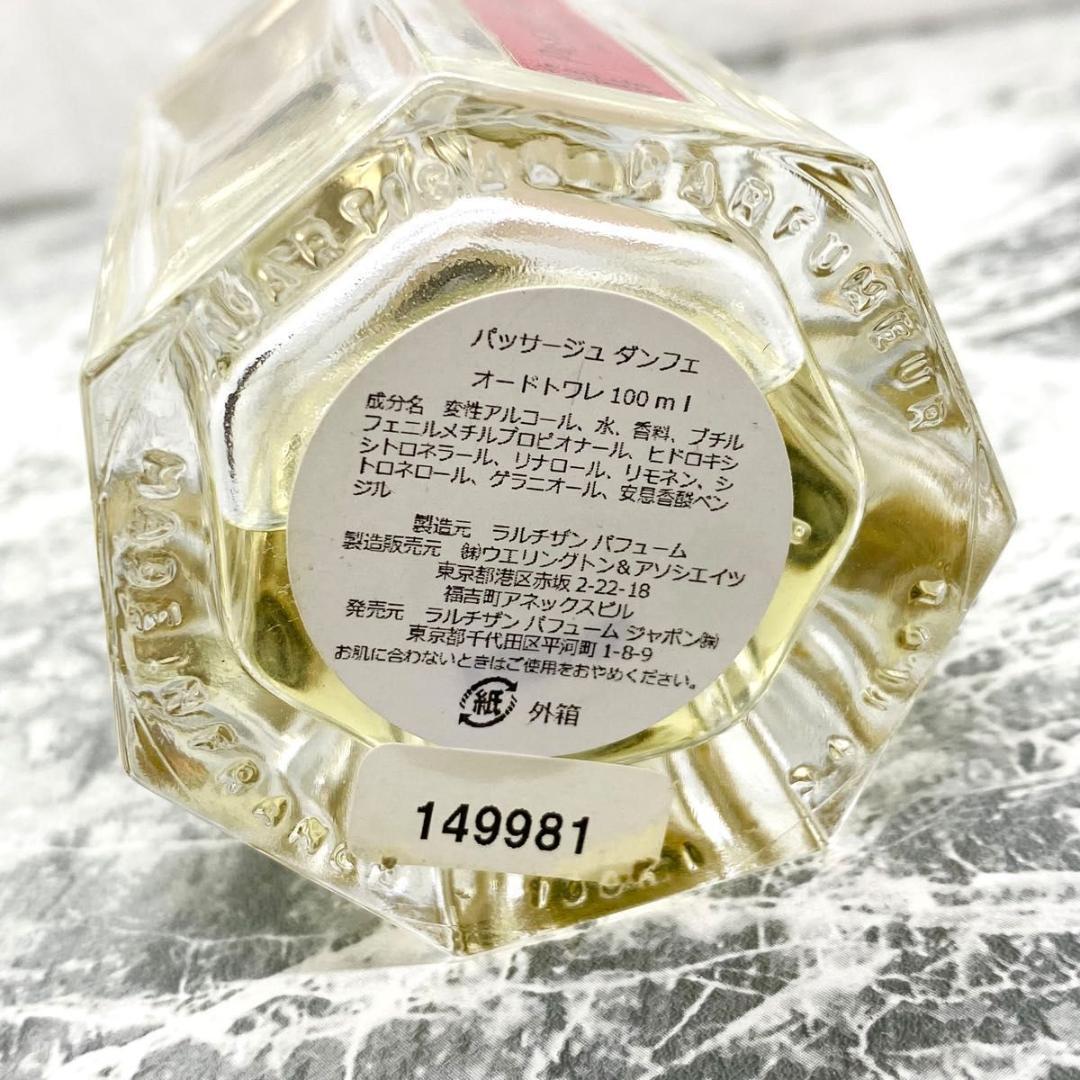 L'ARTISAN PARFUMEUR
パッサージュ ダンフェ
オードトワレ 100ml
成分名 変性アルコール、水、香料、ブチル
フェニルメチルプロピオナール、ヒドロキシ
シトロネラール、リナロール、リモネン、シ
トロネロール、ゲラニオール、安息香酸ベン
ジル
製造元 ラルチザン パフューム
製造販売元 ㈱ウエリングトン&アソシエイツ
東京都港区赤坂 2-22-18
福吉町アネックスビル
発売元 ラルチザン パフューム ジャポン㈱
東京都千代田区平河町 1-8-9
お肌に合わないときはご使用をおやめください。
紙 外箱
149981
MADE IN FRANCE